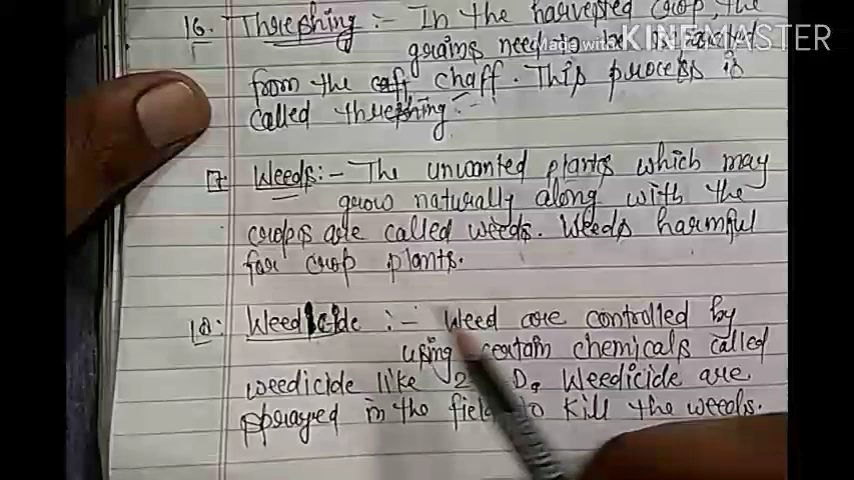 16. Threshing :- In the harvested crop, the
grains need to be
Made with KINEMASTER
from the caff chaff. This process is
called threshing:-
17. Weeds:- The unwanted plants which may
grow naturally along with the
crops are called weeds. Weeds harmful
for crop plants.
18: Weedicide :- Weed are controlled by
using certain chemicals called
weedicide like 2 D, Weedicide are
sprayed in the field to kill the weeds.